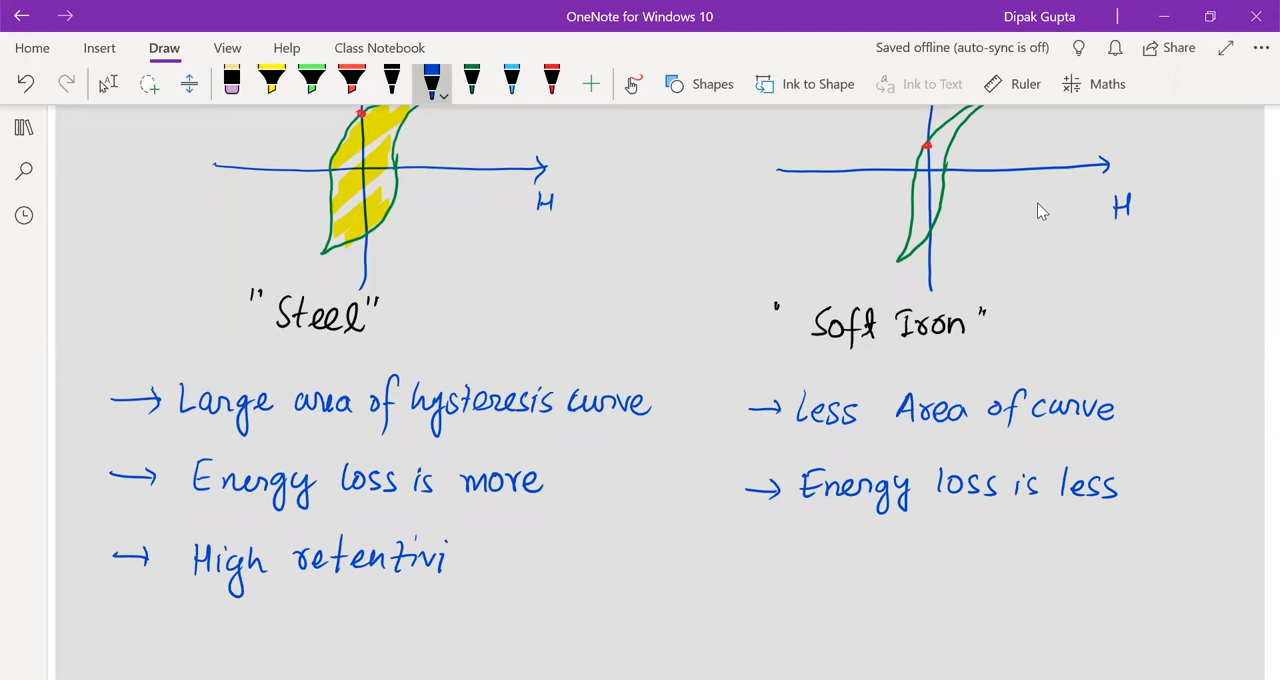 OneNote for Windows 10
Dipak Gupta
Home Insert Draw View Help Class Notebook
Saved offline (auto-sync is off) Share
Shapes Ink to Shape Ink to Text Ruler Maths
H H
"Steel" "Soft Iron"
→ Large area of hysteresis curve → Less Area of curve
→ Energy loss is more → Energy loss is less
→ High retentivi